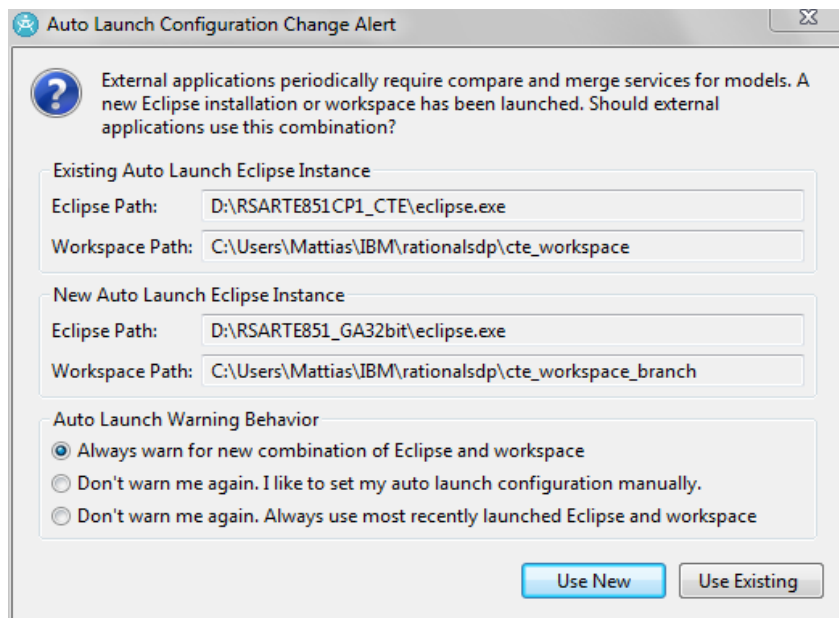 Auto Launch Configuration Change Alert
External applications periodically require compare and merge services for models. A
new Eclipse installation or workspace has been launched. Should external
applications use this combination?
Existing Auto Launch Eclipse Instance
Eclipse Path: D:\RSARTE851CP1_CTE\eclipse.exe
Workspace Path: C:\Users\Mattias\IBM\rationalsdp\cte_workspace
New Auto Launch Eclipse Instance
Eclipse Path: D:\RSARTE851_GA32bit\eclipse.exe
Workspace Path: C:\Users\Mattias\IBM\rationalsdp\cte_workspace_branch
Auto Launch Warning Behavior
Always warn for new combination of Eclipse and workspace
Don't warn me again. I like to set my auto launch configuration manually.
Don't warn me again. Always use most recently launched Eclipse and workspace
Use New Use Existing